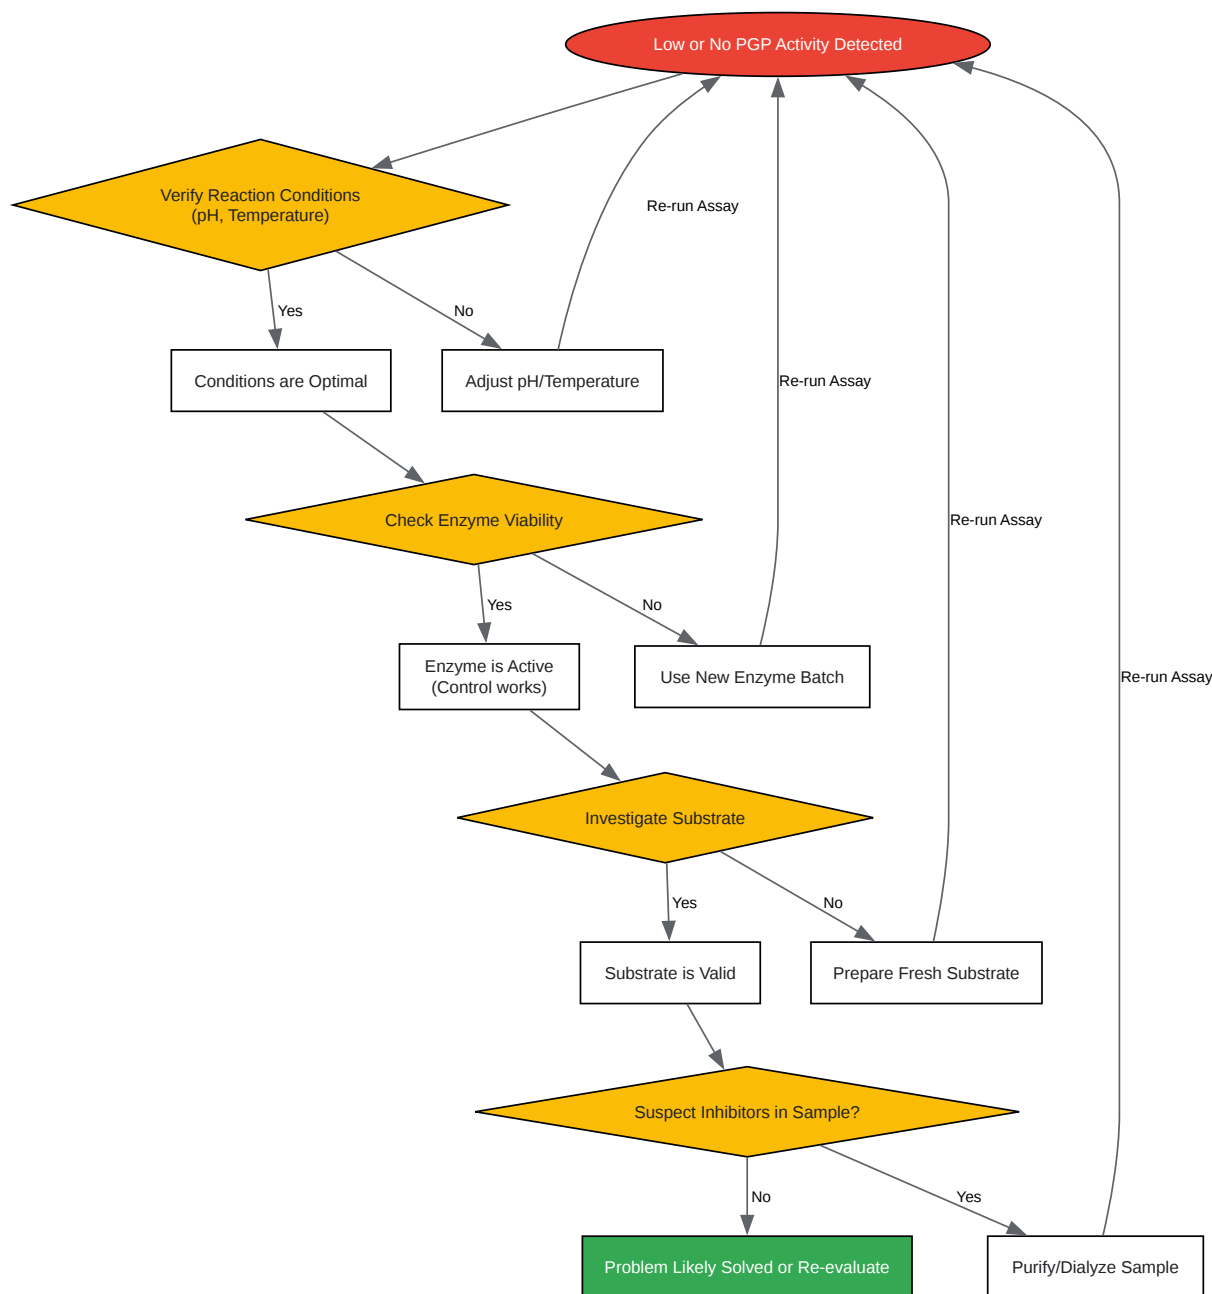 Low or No PGP Activity Detected
Verify Reaction Conditions
(pH, Temperature)
Re-run Assay
Yes
No
Conditions are Optimal
Adjust pH/Temperature
Re-run Assay
Check Enzyme Viability
Re-run Assay
Yes
No
Enzyme is Active
(Control works)
Use New Enzyme Batch
Re-run Assay
Investigate Substrate
Yes
No
Substrate is Valid
Prepare Fresh Substrate
Suspect Inhibitors in Sample?
No
Yes
Problem Likely Solved or Re-evaluate
Purify/Dialyze Sample